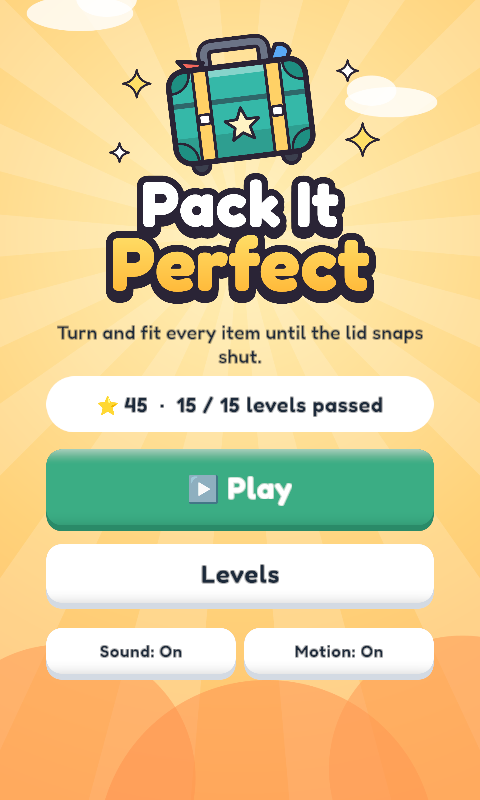 Pack It
Perfect
Turn and fit every item until the lid snaps
shut.
⭐ 45 · 15 / 15 levels passed
▶️ Play
Levels
Sound: On
Motion: On